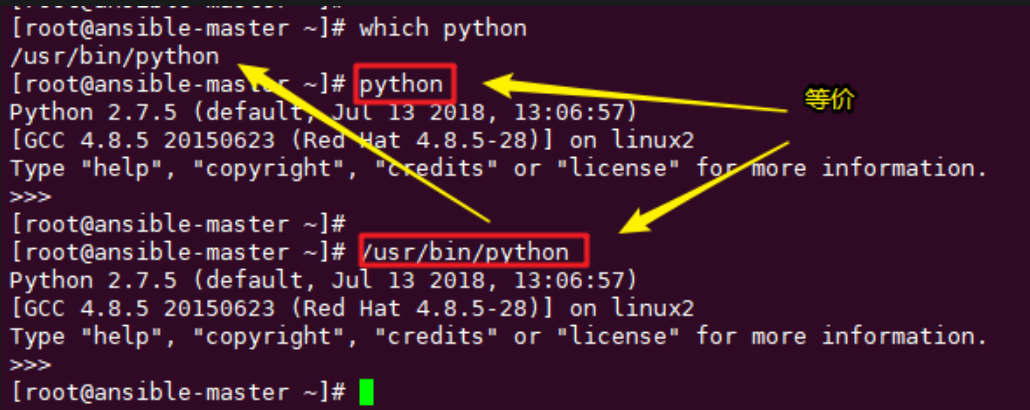 [root@ansible-master ~]# which python
/usr/bin/python
[root@ansible-master ~]# python
等价
Python 2.7.5 (default, Jul 13 2018, 13:06:57)
[GCC 4.8.5 20150623 (Red Hat 4.8.5-28)] on linux2
Type "help", "copyright", "credits" or "license" for more information.
>>>
[root@ansible-master ~]#
[root@ansible-master ~]# /usr/bin/python
Python 2.7.5 (default, Jul 13 2018, 13:06:57)
[GCC 4.8.5 20150623 (Red Hat 4.8.5-28)] on linux2
Type "help", "copyright", "credits" or "license" for more information.
>>>
[root@ansible-master ~]#